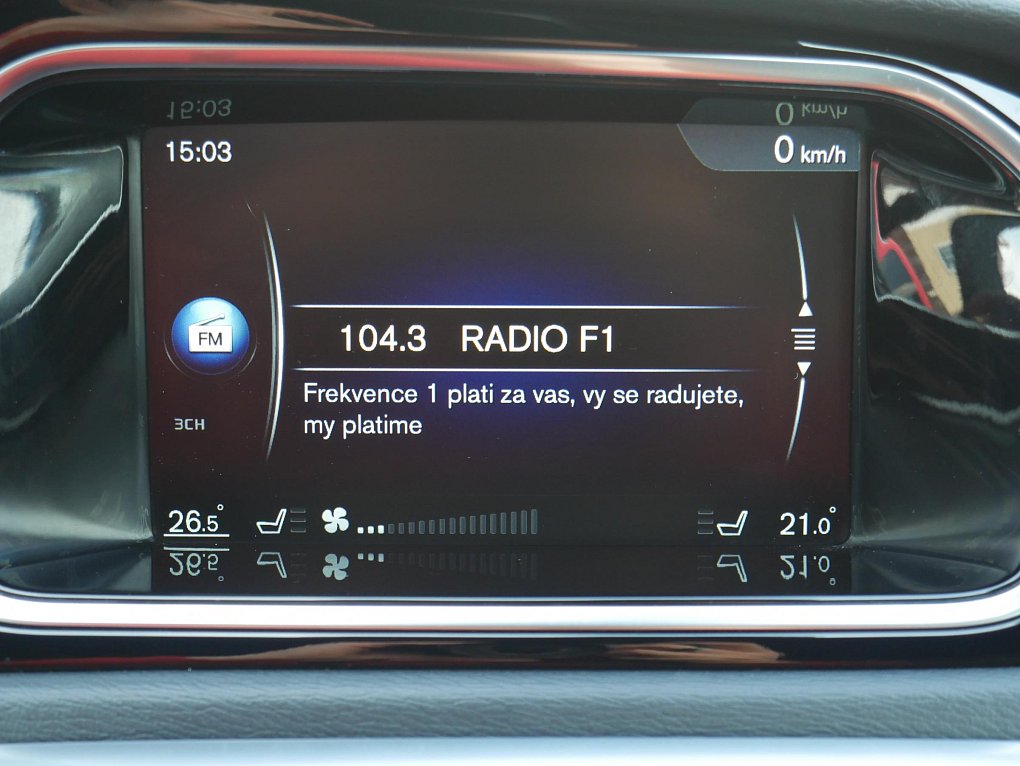 15:03
0 km/h
FM
104.3 RADIO F1
Frekvence 1 plati za vas, vy se radujete,
my platime
3CH
26.5°
21.0°